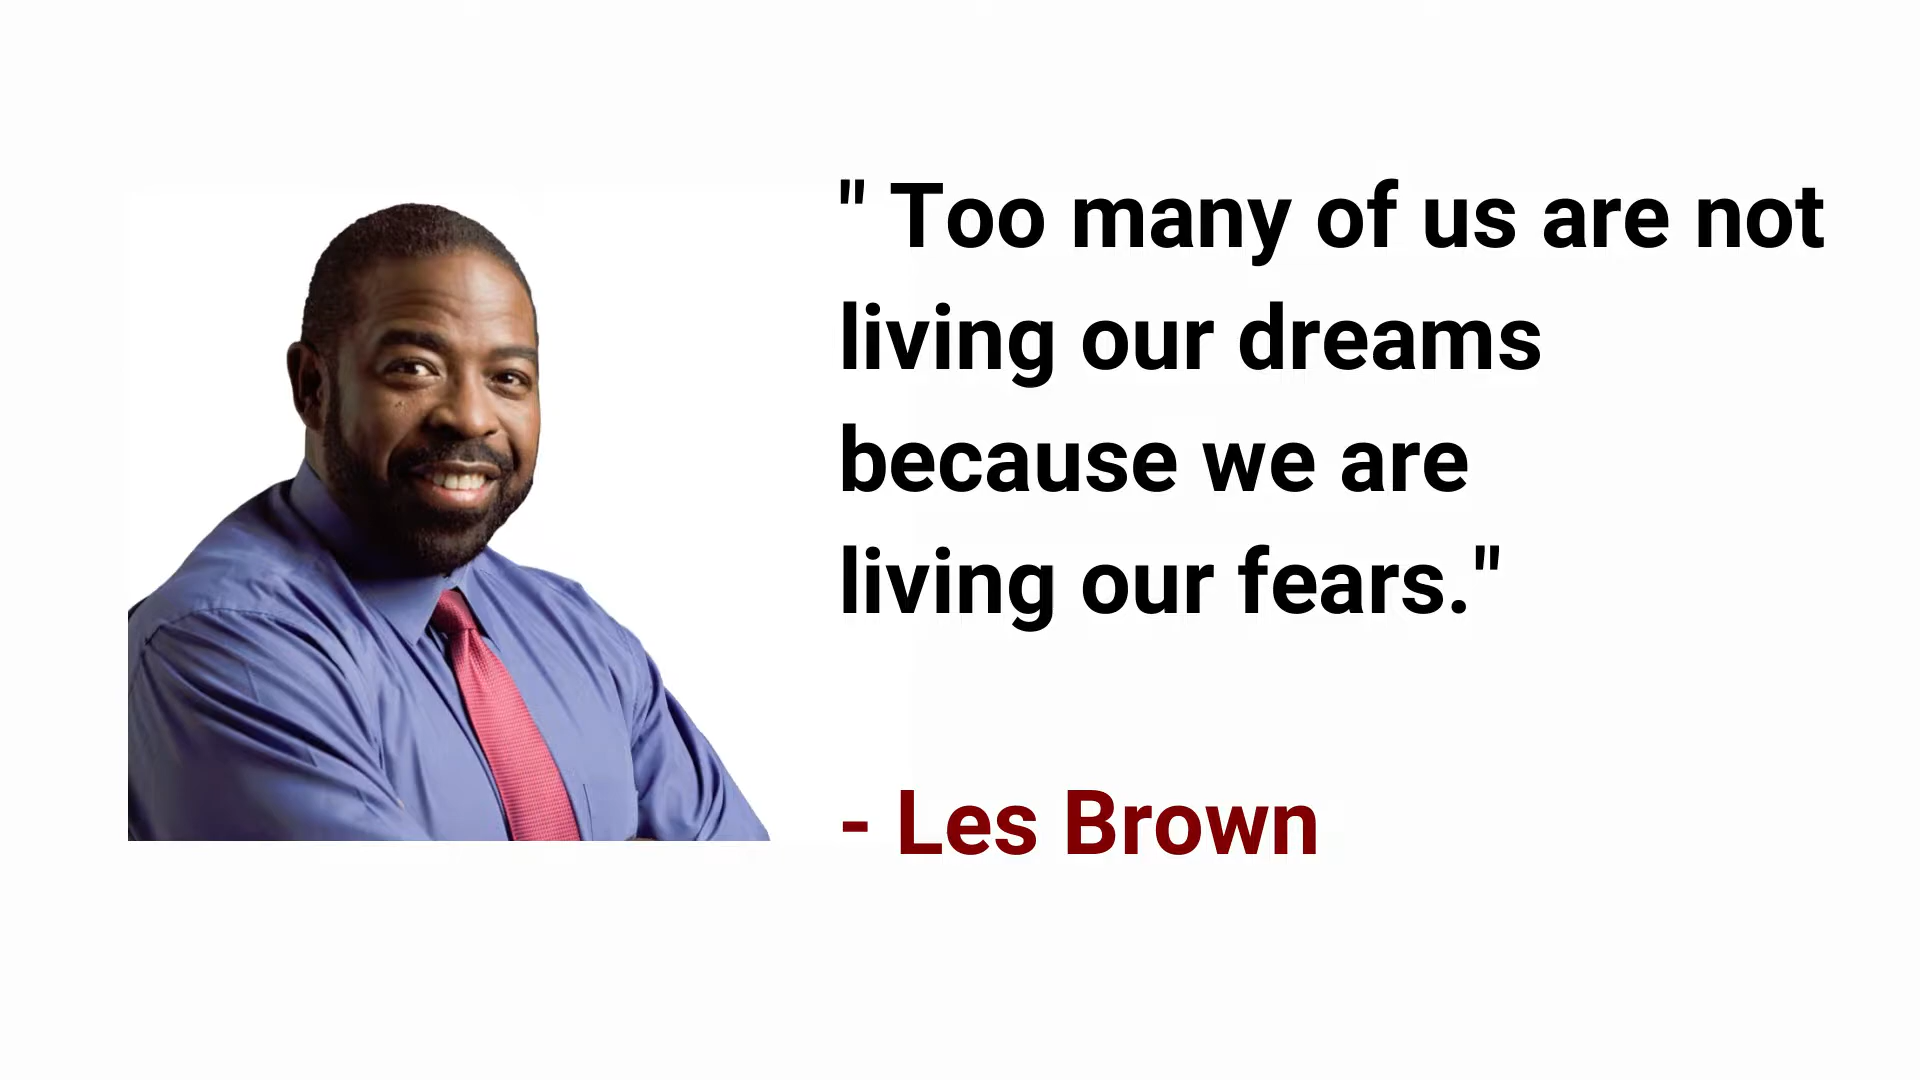 " Too many of us are not
living our dreams
because we are
living our fears."
- Les Brown